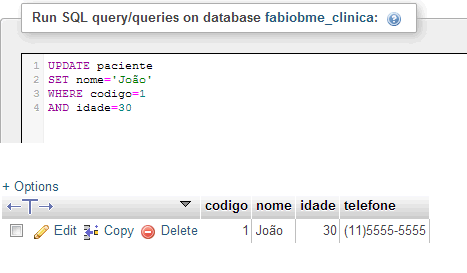 Run SQL query/queries on database fabiobme_clinica:
1 UPDATE paciente
2 SET nome='João'
3 WHERE codigo=1
4 AND idade=30
+ Options
←T→ codigo nome idade telefone
Edit Copy Delete 1 João 30 (11)5555-5555